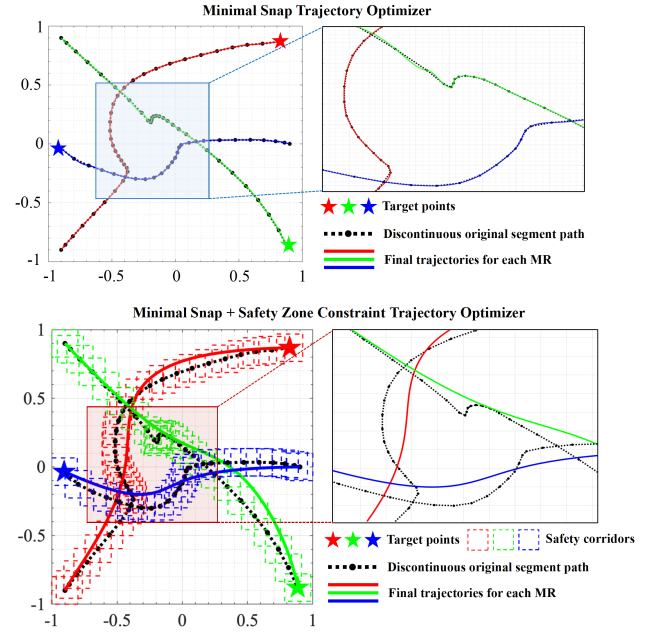 Minimal Snap Trajectory Optimizer
1
0.5
0
-0.5
-1
-1
-0.5
0
0.5
1
Target points
Discontinuous original segment path
Final trajectories for each MR
Minimal Snap + Safety Zone Constraint Trajectory Optimizer
1
0.5
0
-0.5
-1
-1
-0.5
0
0.5
1
Target points
Safety corridors
Discontinuous original segment path
Final trajectories for each MR